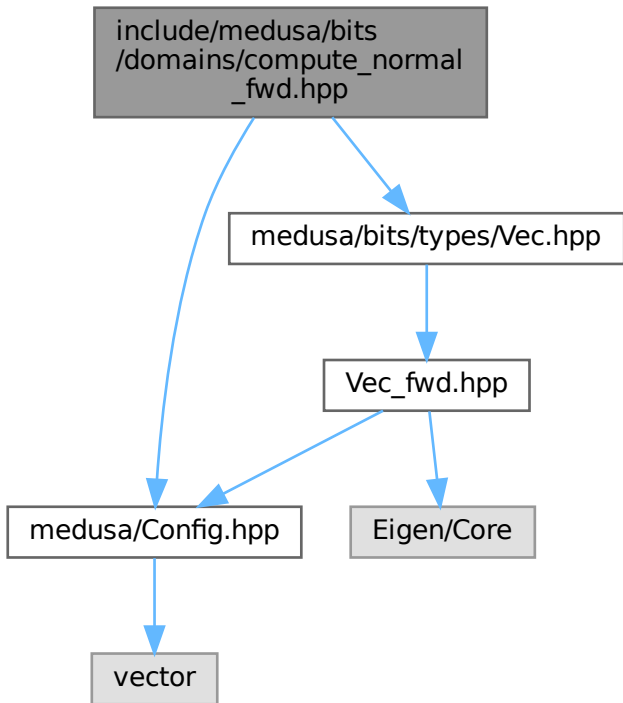 include/medusa/bits
/domains/compute_normal
_fwd.hpp
medusa/bits/types/Vec.hpp
Vec_fwd.hpp
medusa/Config.hpp
Eigen/Core
vector